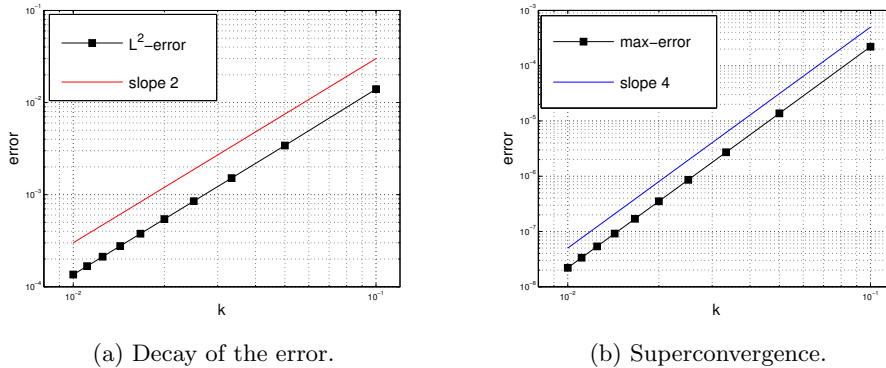 10⁻¹
10⁻²
10⁻³
10⁻⁴
error
L²−error
slope 2
10⁻²
10⁻¹
k
(a) Decay of the error.
10⁻³
10⁻⁴
10⁻⁵
10⁻⁶
10⁻⁷
10⁻⁸
error
max−error
slope 4
10⁻²
10⁻¹
k
(b) Superconvergence.